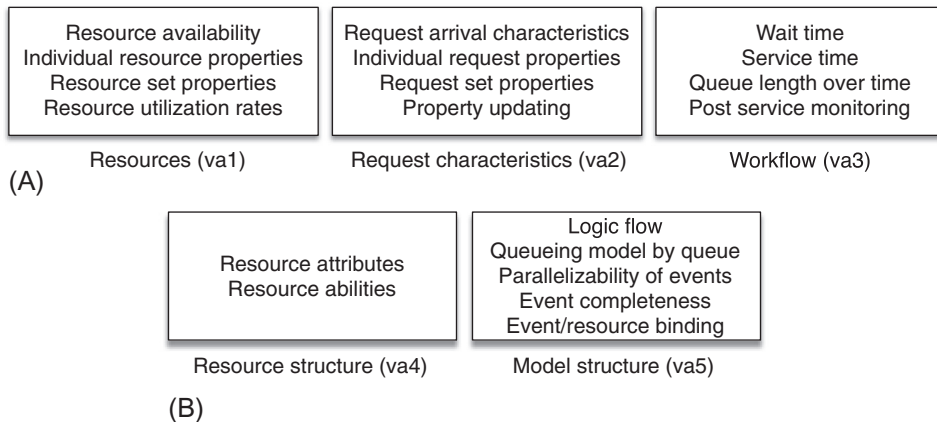 Resource availability
Individual resource properties
Resource set properties
Resource utilization rates
Resources (va1)
Request arrival characteristics
Individual request properties
Request set properties
Property updating
Request characteristics (va2)
Wait time
Service time
Queue length over time
Post service monitoring
Workflow (va3)
(A)
Resource attributes
Resource abilities
Resource structure (va4)
Logic flow
Queueing model by queue
Parallelizability of events
Event completeness
Event/resource binding
Model structure (va5)
(B)